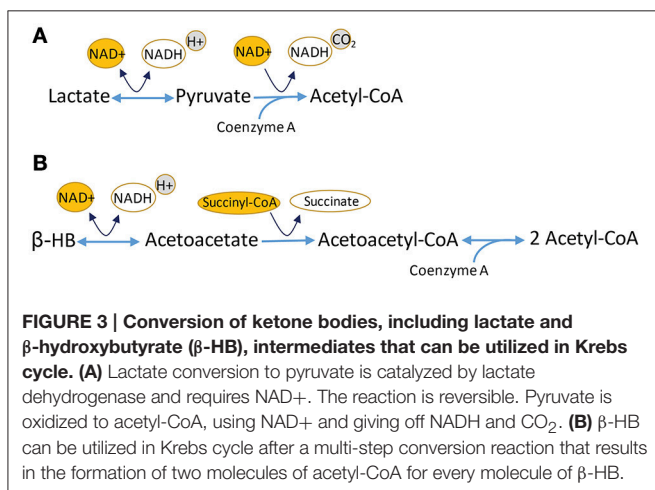 A
NAD+ NADH H+ NAD+ NADH CO2
Lactate Pyruvate Acetyl-CoA
Coenzyme A
B
NAD+ NADH H+ Succinyl-CoA Succinate
β-HB Acetoacetate Acetoacetyl-CoA 2 Acetyl-CoA
Coenzyme A
FIGURE 3 | Conversion of ketone bodies, including lactate and
β-hydroxybutyrate (β-HB), intermediates that can be utilized in Krebs
cycle. (A) Lactate conversion to pyruvate is catalyzed by lactate
dehydrogenase and requires NAD+. The reaction is reversible. Pyruvate is
oxidized to acetyl-CoA, using NAD+ and giving off NADH and CO2. (B) β-HB
can be utilized in Krebs cycle after a multi-step conversion reaction that results
in the formation of two molecules of acetyl-CoA for every molecule of β-HB.